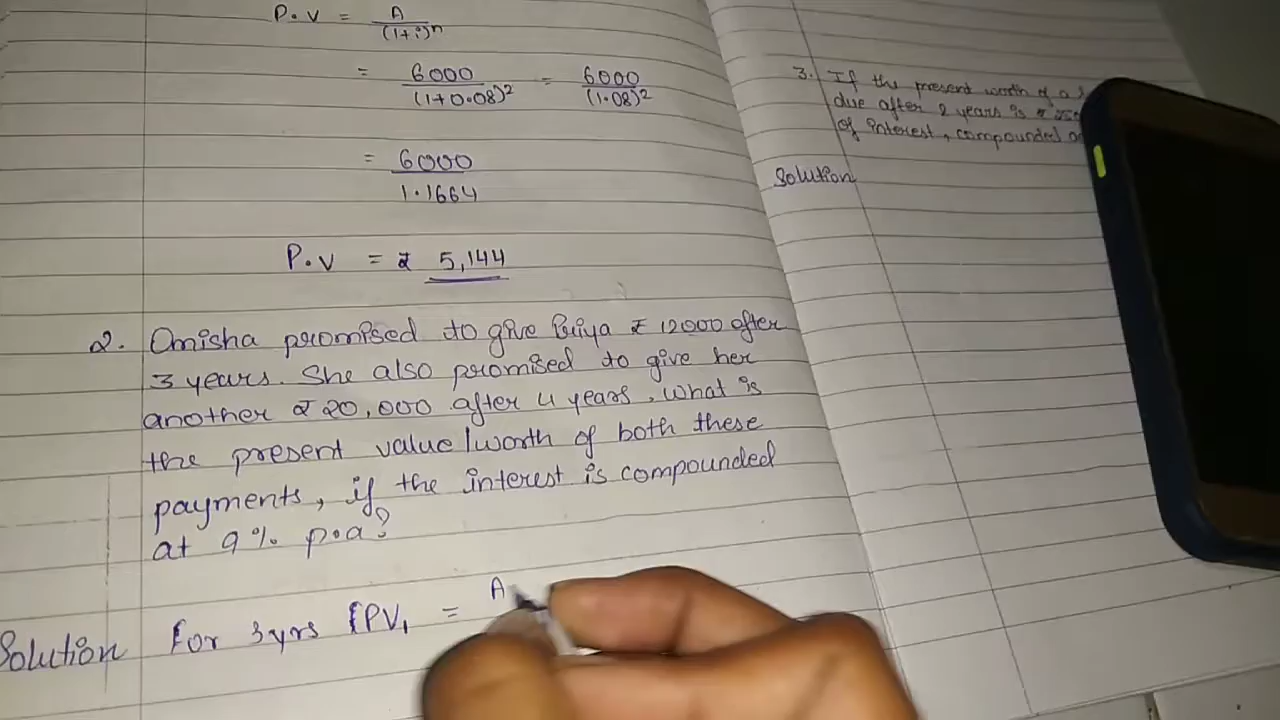 P.V = A
(1+i)^n
= 6000 = 6000
(1+0.08)² (1.08)²
= 6000
1.1664
P.V = ₹ 5,144
2. Omisha promised to give Priya ₹ 12000 after
3 years. She also promised to give her
another ₹ 20,000 after 4 years, what is
the present value/worth of both these
payments, if the interest is compounded
at 9% p.a?
Solution For 3yrs PV₁ = A
3. If the present worth of a
due after 2 years is ₹
of interest, compounded
Solution